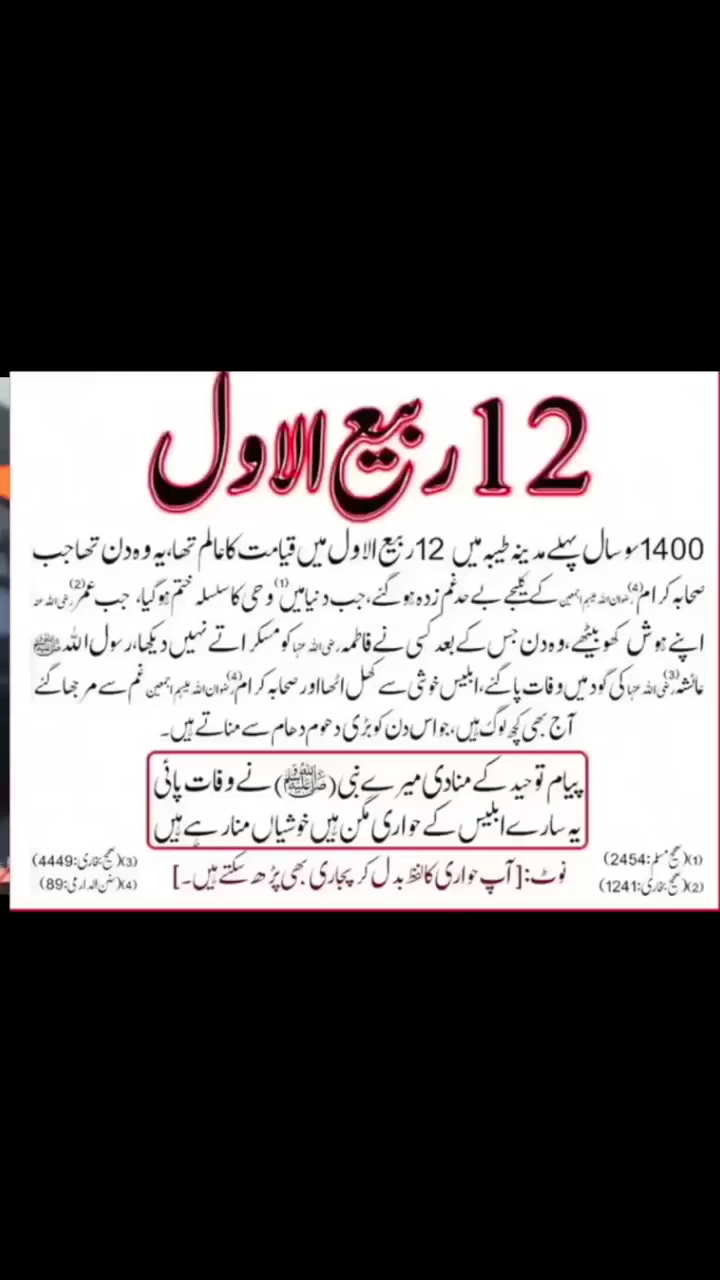 12 ربیع الاول
1400 سو سال پہلے مدینہ طیبہ میں 12 ربیع الاول میں قیامت کا عالم تھا، یہ وہ دن تھا جب
صحابہ کرام(4) رضوان اللہ علیہم اجمعین کے کلیجے بے حد غم زدہ ہو گئے، جب دنیا میں(1) وحی کا سلسلہ ختم ہو گیا، جب عمر(2) رضی اللہ عنہ
اپنے ہوش کھو بیٹھے، وہ دن جس کے بعد کسی نے فاطمہ رضی اللہ عنہا کو مسکراتے نہیں دیکھا، رسول اللہ ﷺ
عائشہ(3) رضی اللہ عنہا کی گود میں وفات پا گئے، ابلیس خوشی سے کھل اٹھا اور صحابہ کرام(4) رضوان اللہ علیہم اجمعین غم سے مرجھا گئے
آج بھی کچھ لوگ ہیں، جو اس دن کو بڑی دھوم دھام سے مناتے ہیں۔
پیام توحید کے منادی میرے نبی (ﷺ) نے وفات پائی
یہ سارے ابلیس کے حواری مگن ہیں خوشیاں منا رہے ہیں
(1)(صحیح مسلم:2454)
(2)(صحیح بخاری:1241)
نوٹ: [آپ حواری کا لفظ بدل کر پجاری بھی پڑھ سکتے ہیں۔]
(3)(صحیح بخاری:4449)
(4)(سنن الدارمی:89)